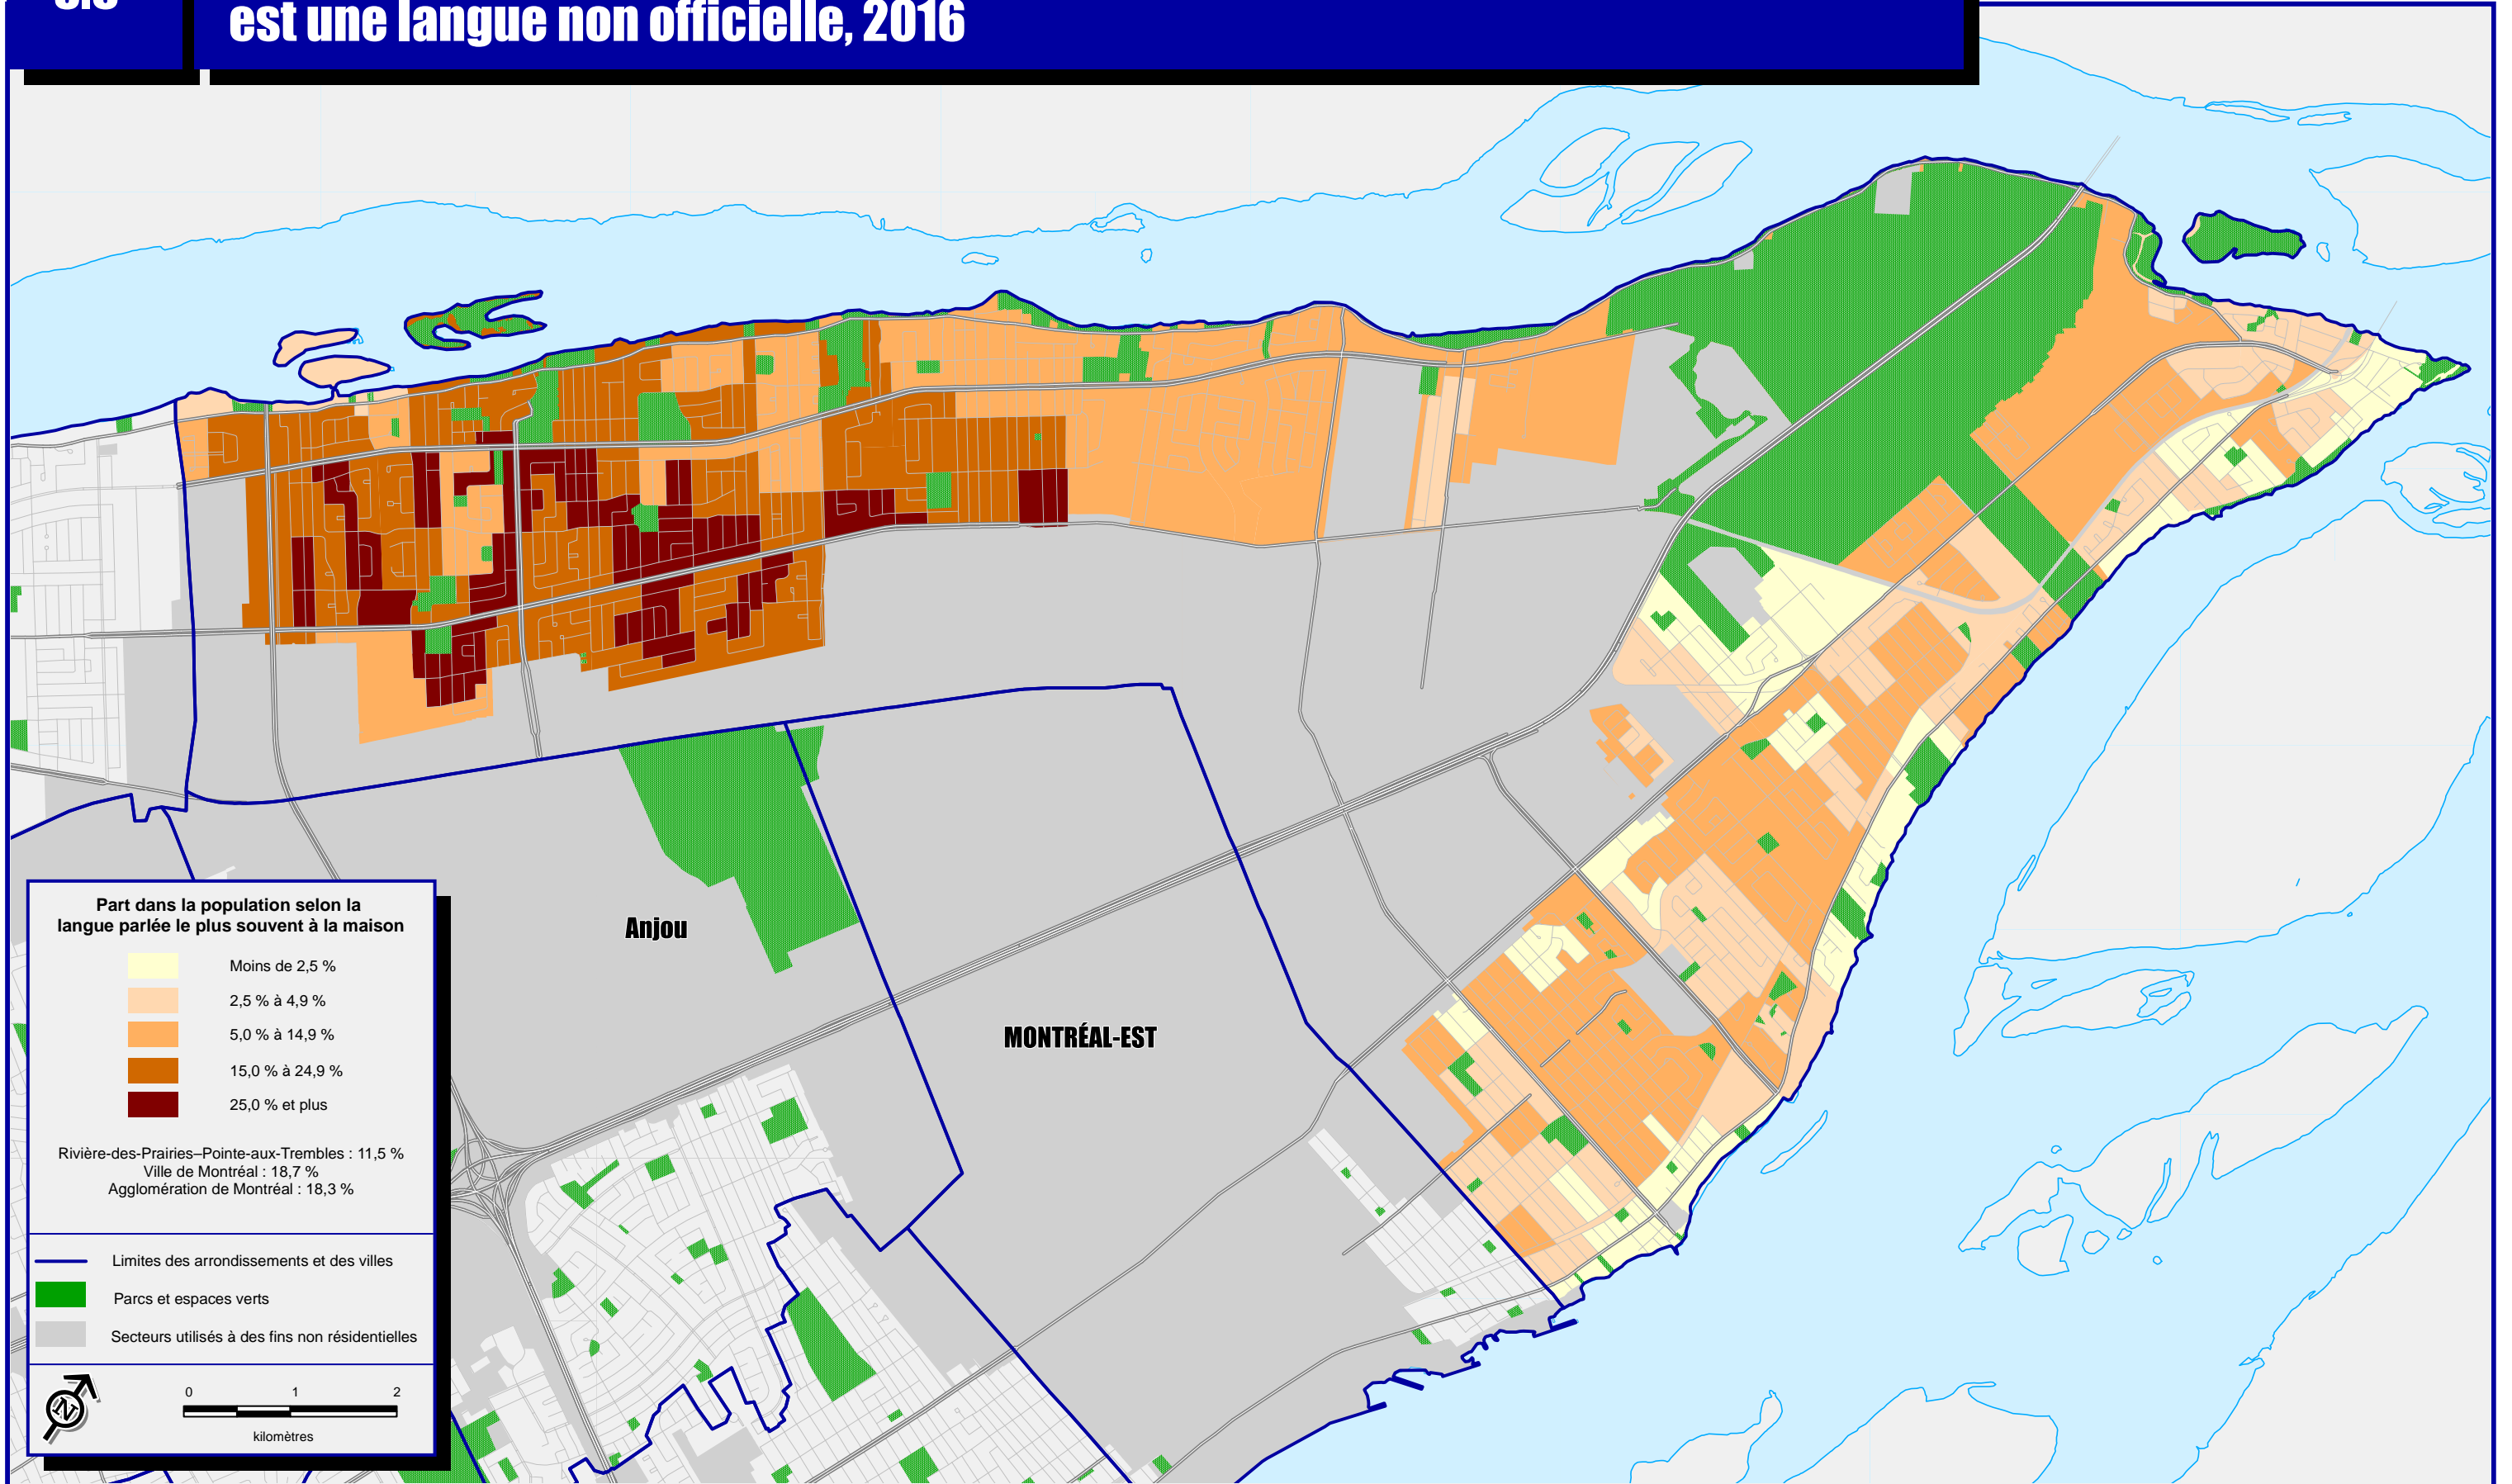 est une langue non officielle, 2016
Anjou
MONTRÉAL-EST
Part dans la population selon la
langue parlée le plus souvent à la maison
Moins de 2,5 %
2,5 % à 4,9 %
5,0 % à 14,9 %
15,0 % à 24,9 %
25,0 % et plus
Rivière-des-Prairies–Pointe-aux-Trembles : 11,5 %
Ville de Montréal : 18,7 %
Agglomération de Montréal : 18,3 %
Limites des arrondissements et des villes
Parcs et espaces verts
Secteurs utilisés à des fins non résidentielles
N
0 1 2
kilomètres